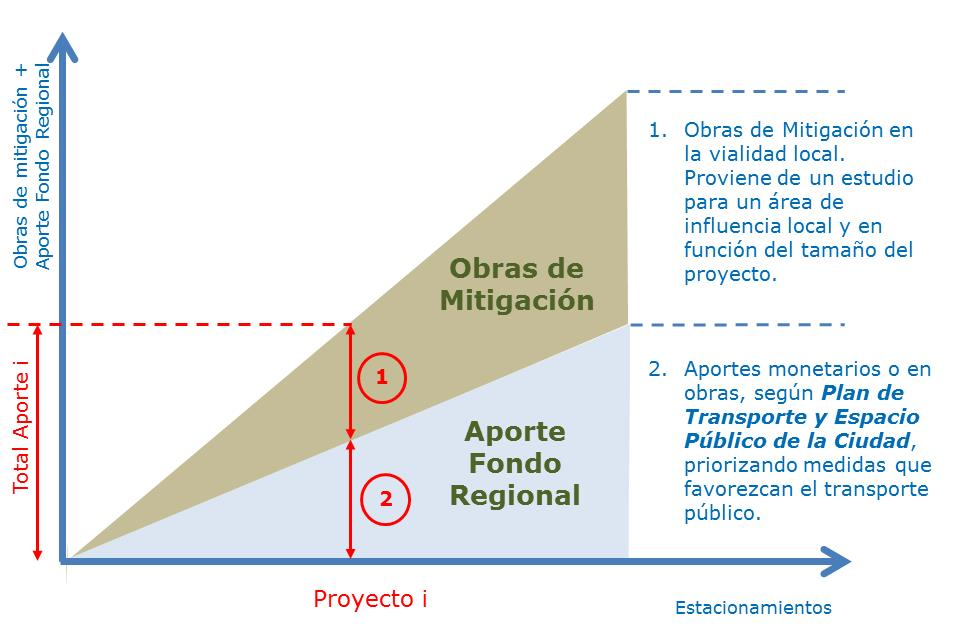 Obras de mitigación +
Aporte Fondo Regional
1. Obras de Mitigación en
la vialidad local.
Proviene de un estudio
para un área de
influencia local y en
función del tamaño del
proyecto.
Obras de
Mitigación
Total Aporte i
1
2. Aportes monetarios o en
obras, según Plan de
Transporte y Espacio
Público de la Ciudad,
priorizando medidas que
favorezcan el transporte
público.
Aporte
Fondo
Regional
2
Proyecto i
Estacionamientos